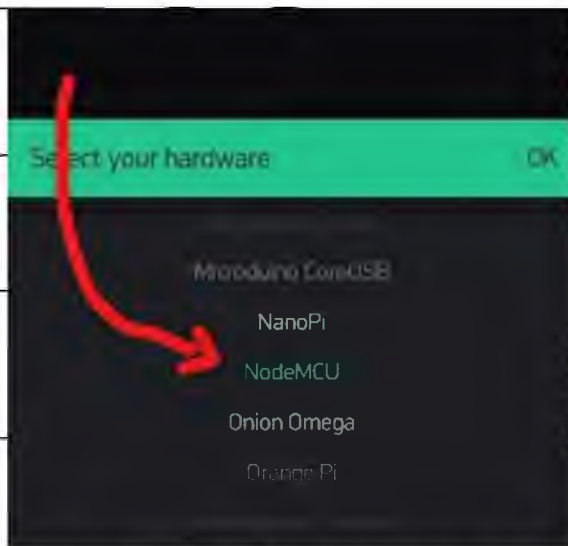 Select your hardware OK
Microduino CoreUSB
NanoPi
NodeMCU
Onion Omega
Orange Pi